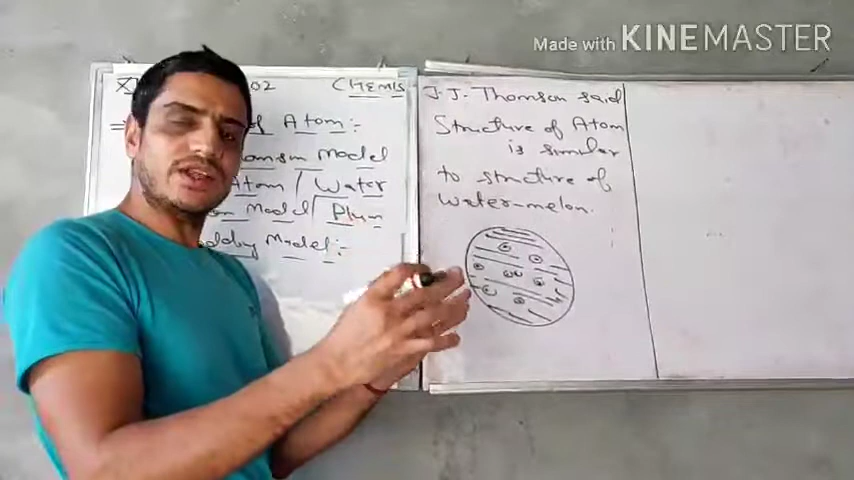 Made with KINEMASTER
CHEMIS
of Atom:-
Model
Atom / Water
Model / Plum
Model :-
J.J. Thomson said
Structure of Atom
is similar
to structure of
water-melon.